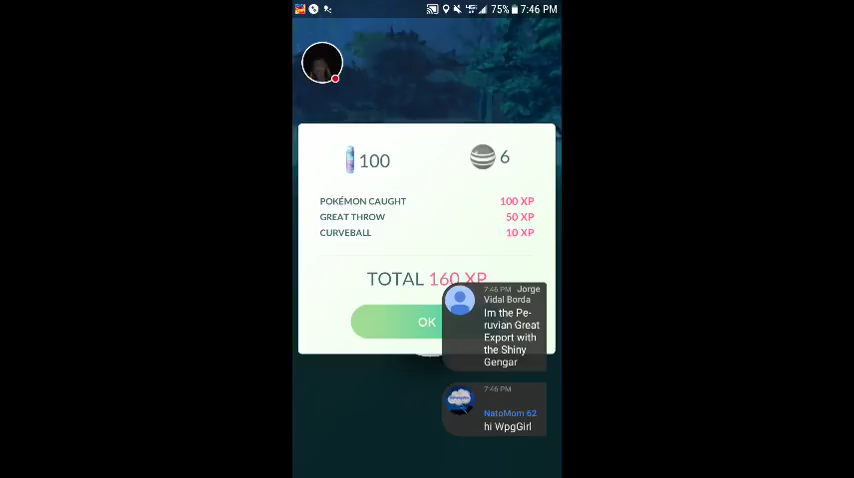 75% 7:46 PM
100
6
POKÉMON CAUGHT 100 XP
GREAT THROW 50 XP
CURVEBALL 10 XP
TOTAL 160 XP
OK
7:46 PM Jorge
Vidal Borda
Im the Pe-
ruvian Great
Export with
the Shiny
Gengar
7:46 PM
NatoMom 62
hi WpgGirl